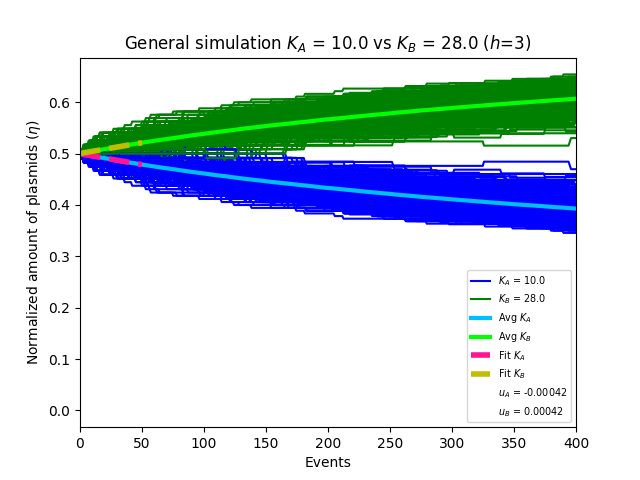 General simulation K_A = 10.0 vs K_B = 28.0 (h=3)
Normalized amount of plasmids (η)
0.6
0.5
0.4
0.3
0.2
0.1
0.0
K_A = 10.0
K_B = 28.0
Avg K_A
Avg K_B
Fit K_A
Fit K_B
u_A = -0.00042
u_B = 0.00042
0 50 100 150 200 250 300 350 400
Events